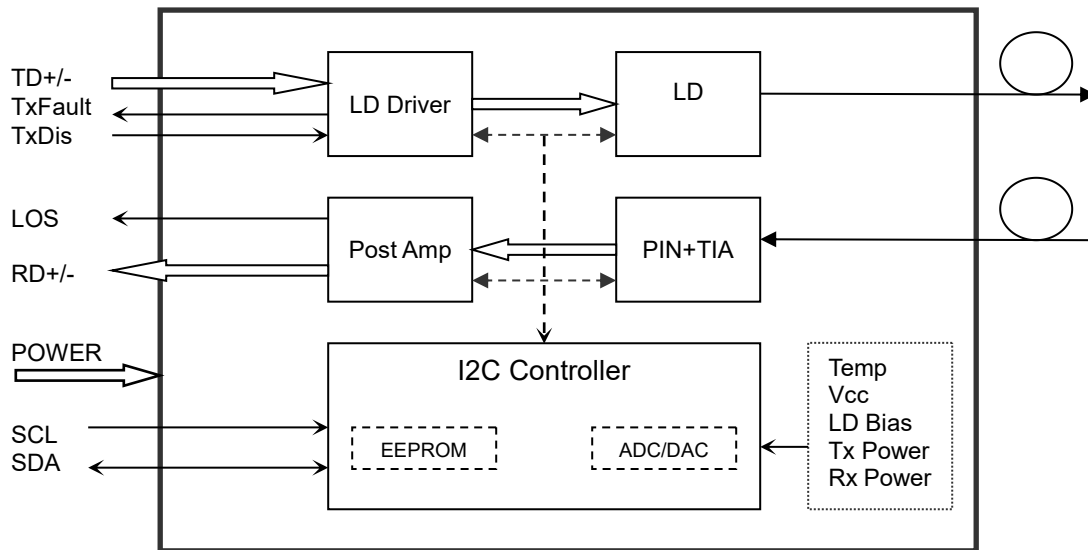 TD+/-
TxFault
TxDis
LD Driver
LD
LOS
RD+/-
Post Amp
PIN+TIA
POWER
SCL
SDA
I2C Controller
EEPROM
ADC/DAC
Temp
Vcc
LD Bias
Tx Power
Rx Power